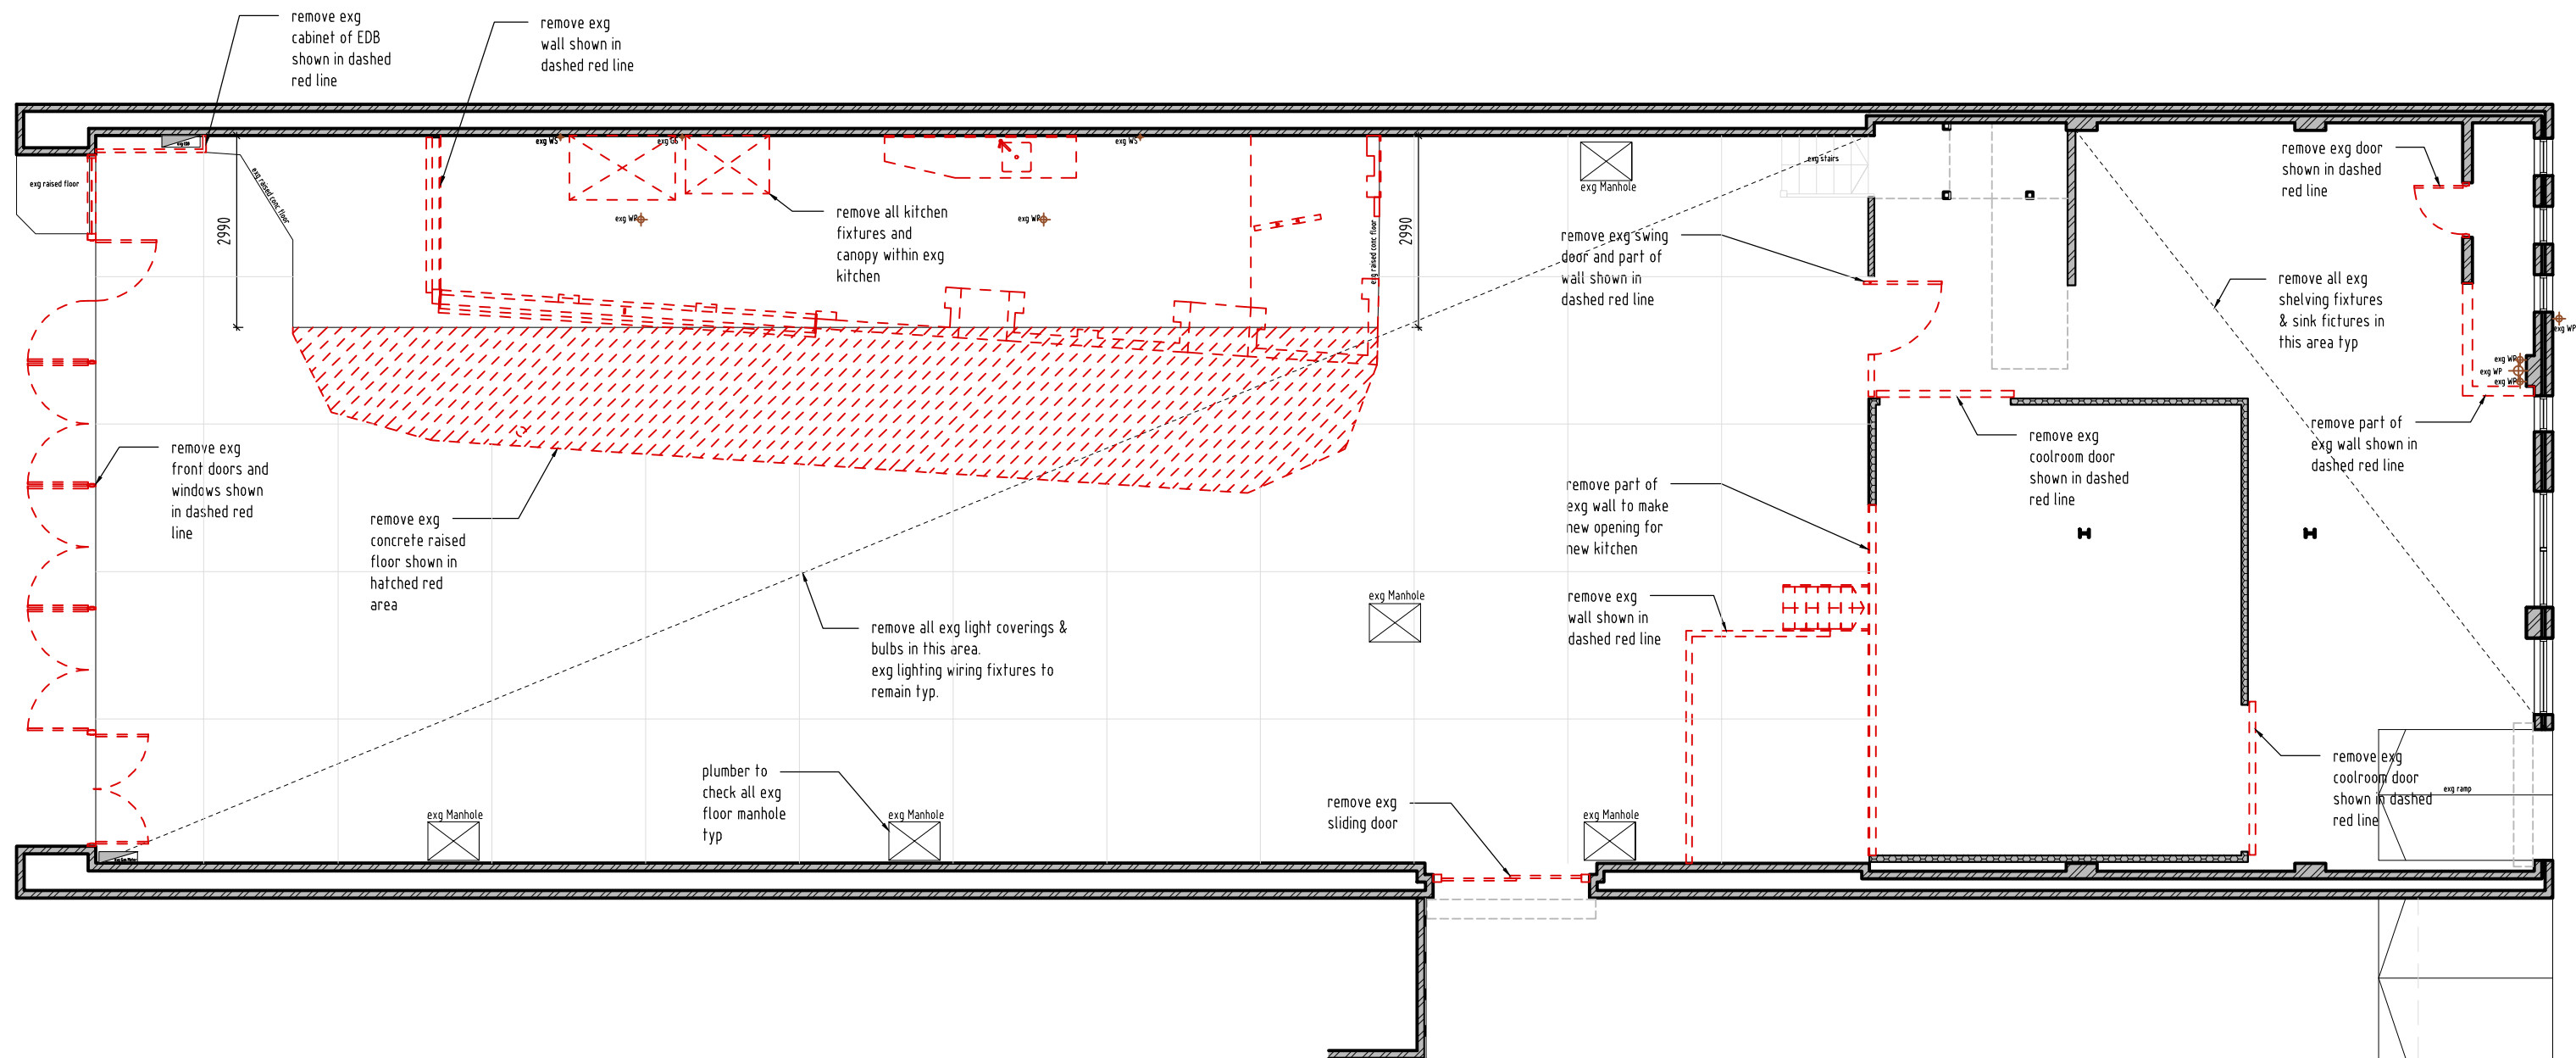 remove exg
cabinet of EDB
shown in dashed
red line
remove exg
wall shown in
dashed red line
exg raised floor
exg raised conc floor
2990
exg WS
exg GS
exg WP
exg WS
exg WP
remove all kitchen
fixtures and
canopy within exg
kitchen
exg raised conc floor
2990
exg Manhole
exg stairs
remove exg swing
door and part of
wall shown in
dashed red line
remove exg door
shown in dashed
red line
remove all exg
shelving fixtures
& sink fictures in
this area typ
exg WP
exg WP
exg WP
exg WP
remove part of
exg wall shown in
dashed red line
remove exg
coolroom door
shown in dashed
red line
remove exg
front doors and
windows shown
in dashed red
line
remove exg
concrete raised
floor shown in
hatched red
area
remove part of
exg wall to make
new opening for
new kitchen
remove exg
wall shown in
dashed red line
exg Manhole
remove all exg light coverings &
bulbs in this area.
exg lighting wiring fixtures to
remain typ.
plumber to
check all exg
floor manhole
typ
exg Manhole
exg Manhole
remove exg
sliding door
exg Manhole
remove exg
coolroom door
shown in dashed
red line
exg ramp